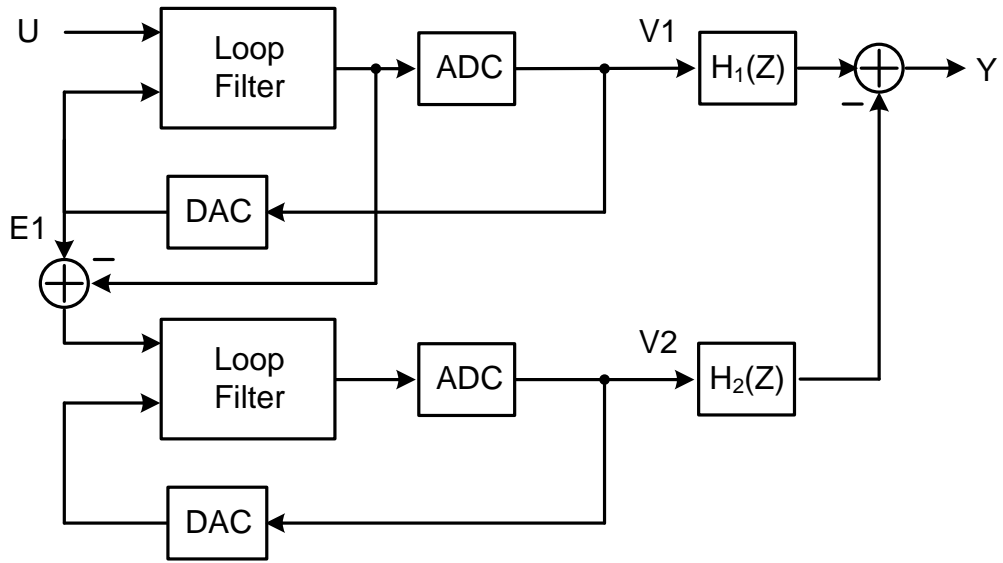 U
Loop
Filter
ADC
V1
H₁(Z)
Y
DAC
E1
Loop
Filter
ADC
V2
H₂(Z)
DAC